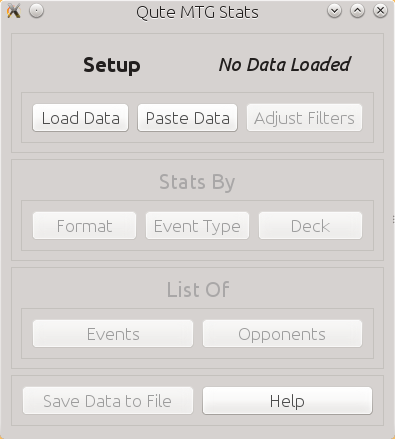 Qute MTG Stats
Setup No Data Loaded
Load Data Paste Data Adjust Filters
Stats By
Format Event Type Deck
List Of
Events Opponents
Save Data to File Help